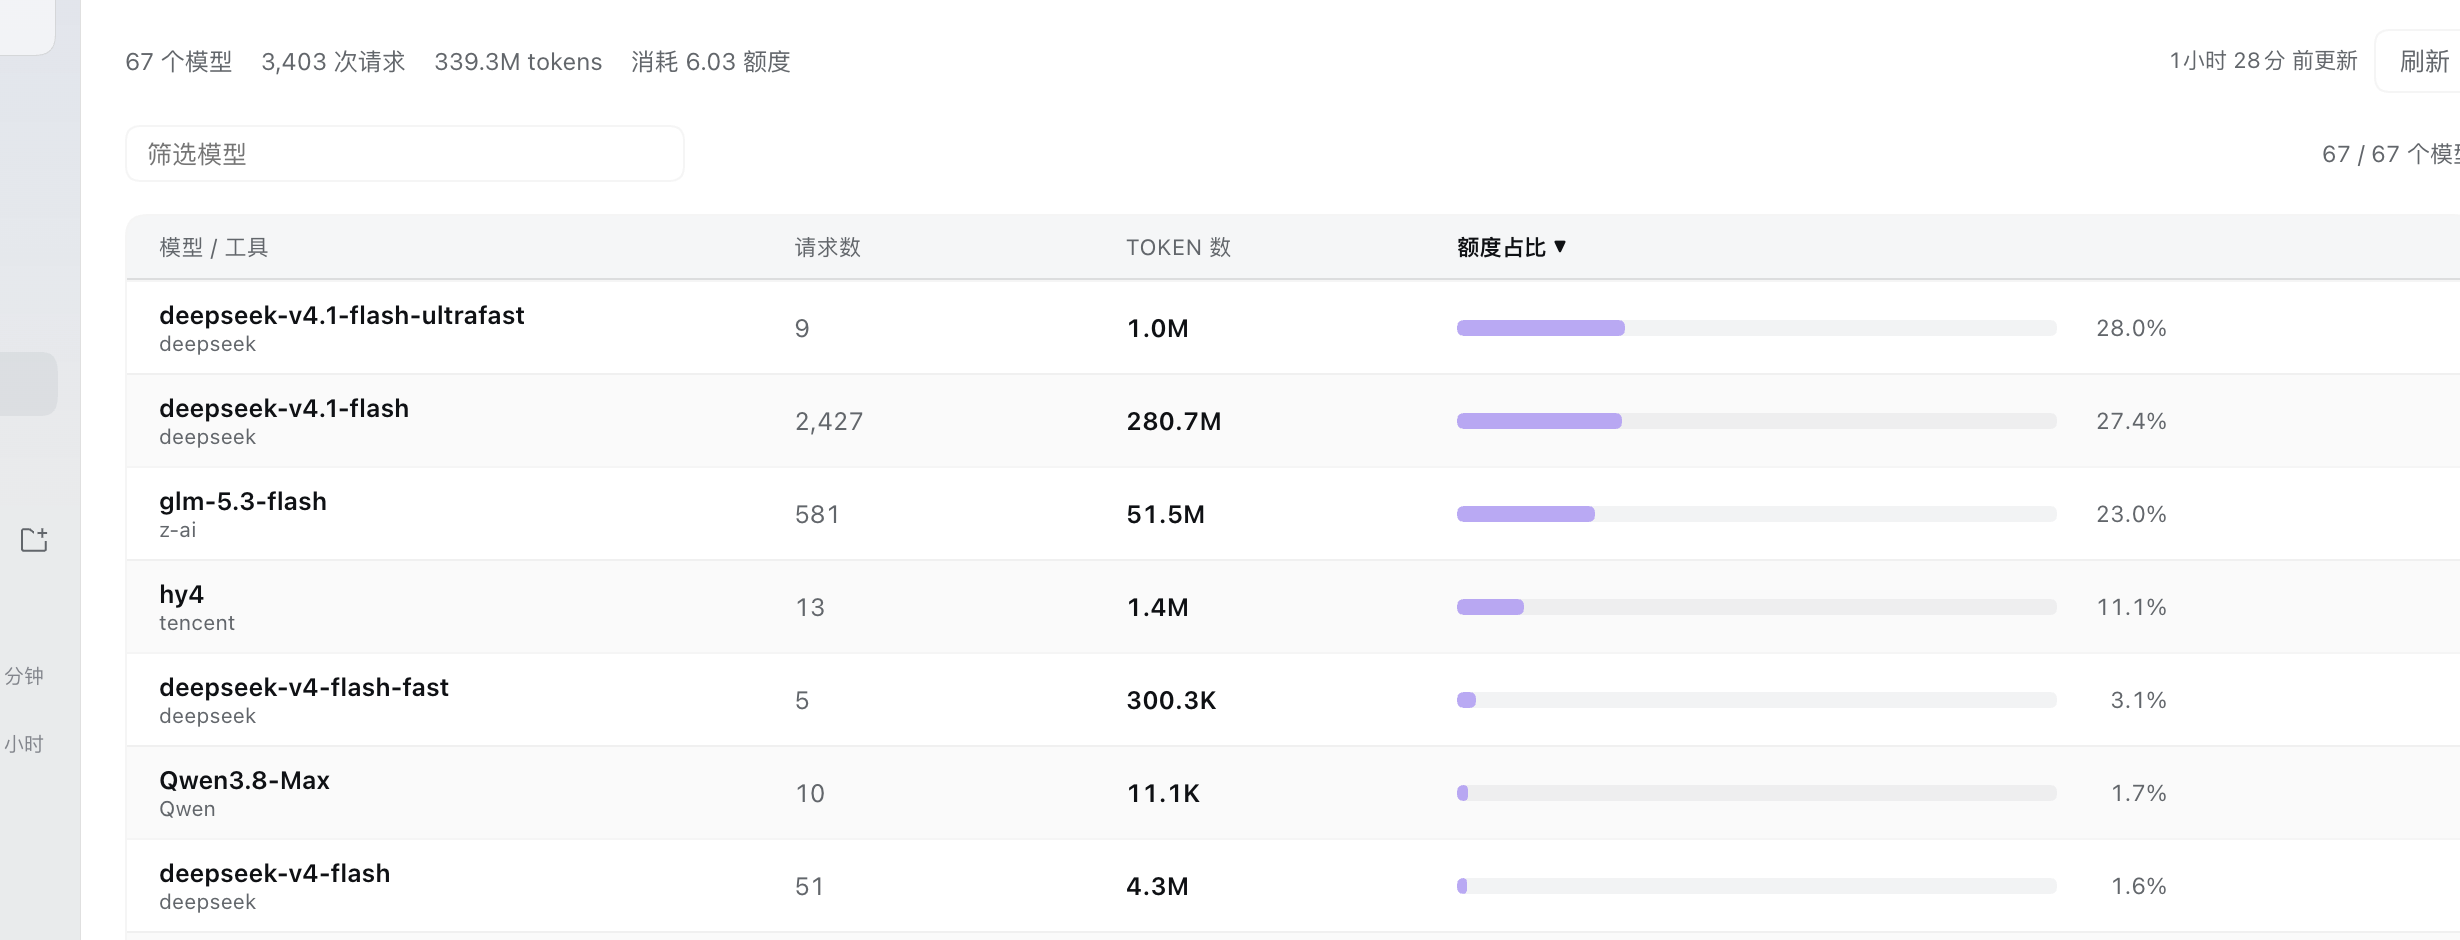 67 个模型 3,403 次请求 339.3M tokens 消耗 6.03 额度 1小时 28分 前更新 刷新
筛选模型 67 / 67 个模型
模型 / 工具 请求数 TOKEN 数 额度占比 ▼
deepseek-v4.1-flash-ultrafast 9 1.0M 28.0%
deepseek
deepseek-v4.1-flash 2,427 280.7M 27.4%
deepseek
glm-5.3-flash 581 51.5M 23.0%
z-ai
hy4 13 1.4M 11.1%
tencent
deepseek-v4-flash-fast 5 300.3K 3.1%
deepseek
分钟
小时
Qwen3.8-Max 10 11.1K 1.7%
Qwen
deepseek-v4-flash 51 4.3M 1.6%
deepseek